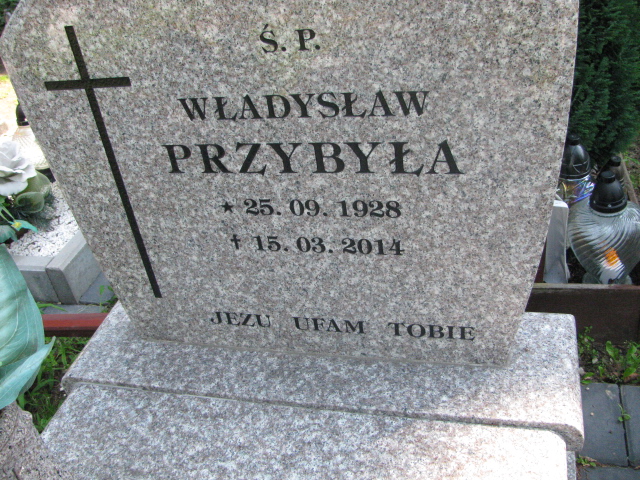 Ś. P.
WŁADYSŁAW
PRZYBYŁA
★ 25. 09. 1928
✝ 15. 03. 2014
JEZU UFAM TOBIE